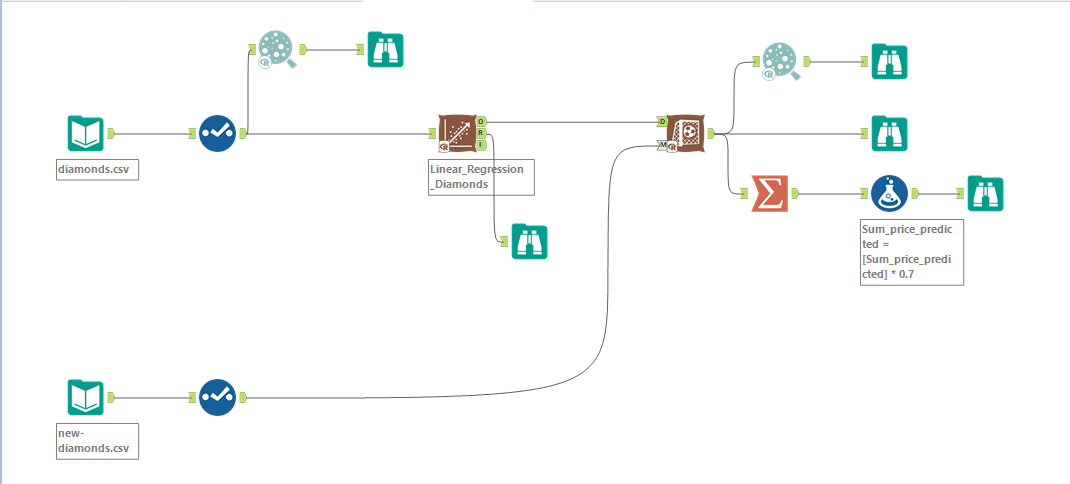 O
R
I
D
M
diamonds.csv
Linear_Regression
_Diamonds
Sum_price_predic
ted =
[Sum_price_predi
cted] * 0.7
new-
diamonds.csv
R
R
R
R